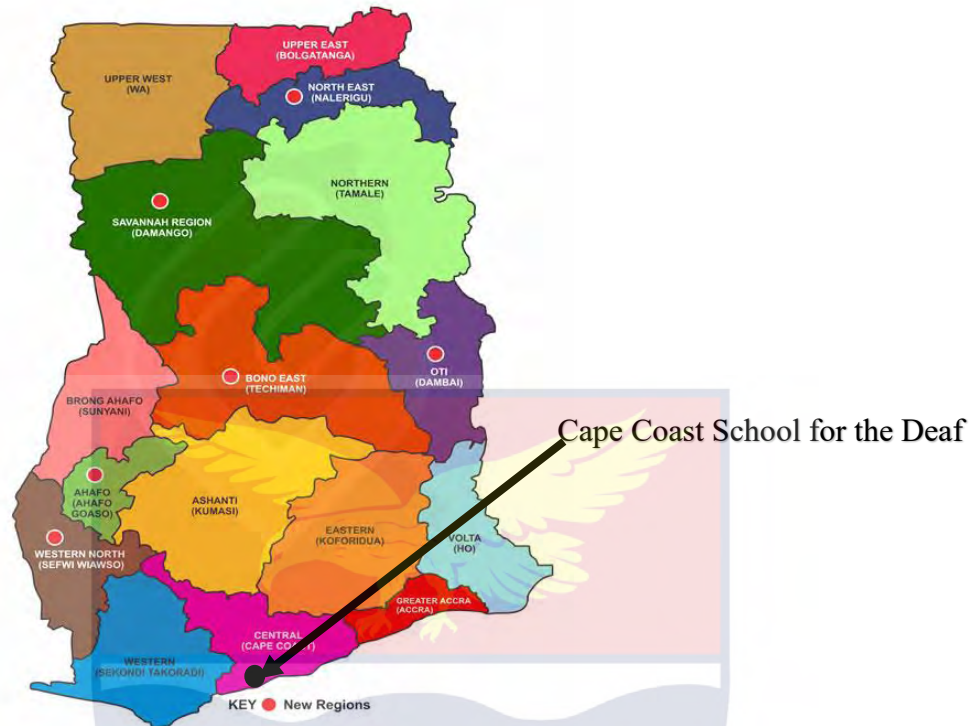 UPPER EAST
(BOLGATANGA)
UPPER WEST
(WA)
NORTH EAST
(NALERIGU)
NORTHERN
(TAMALE)
SAVANNAH REGION
(DAMANGO)
OTI
(DAMBAI)
BONO EAST
(TECHIMAN)
BRONG AHAFO
(SUNYANI)
Cape Coast School for the Deaf
AHAFO
(AHAFO
GOASO)
ASHANTI
(KUMASI)
EASTERN
(KOFORIDUA)
VOLTA
(HO)
WESTERN NORTH
(SEFWI WIAWSO)
GREATER ACCRA
(ACCRA)
CENTRAL
(CAPE COAST)
WESTERN
(SEKONDI TAKORADI)
KEY New Regions